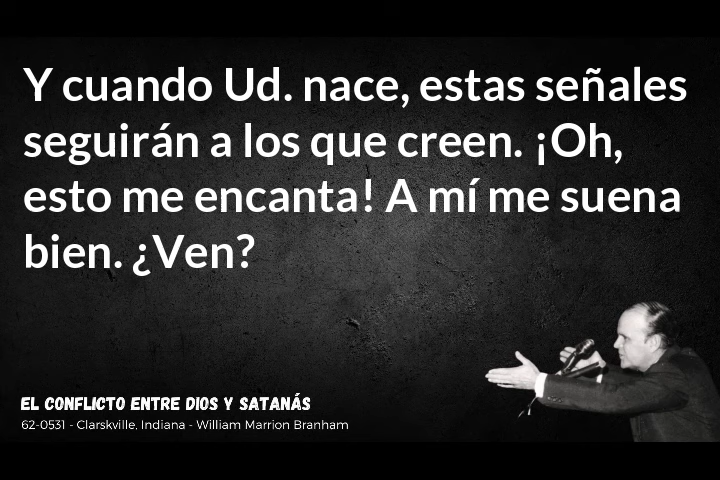 Y cuando Ud. nace, estas señales
seguirán a los que creen. ¡Oh,
esto me encanta! A mí me suena
bien. ¿Ven?
EL CONFLICTO ENTRE DIOS Y SATANÁS
62-0531 - Clarskville, Indiana - William Marrion Branham